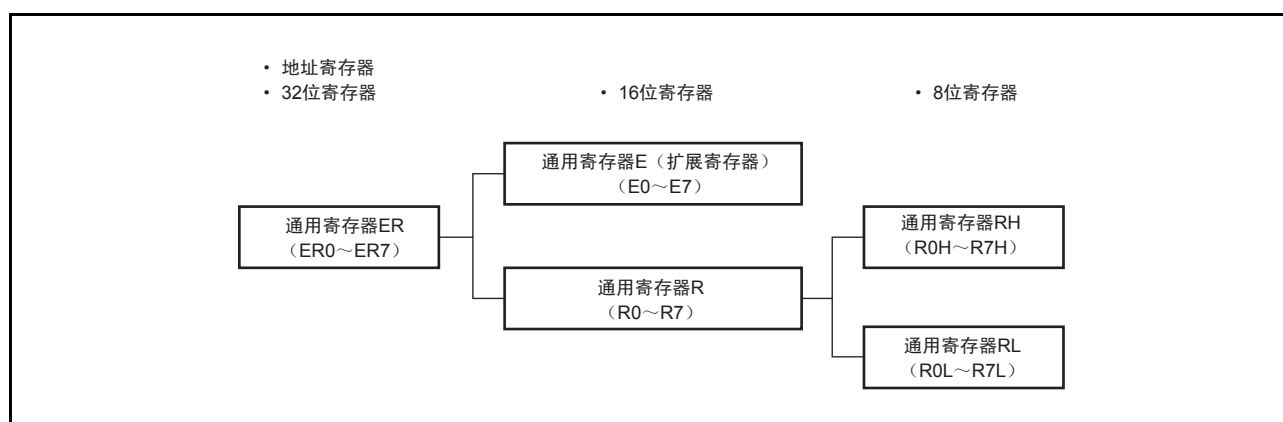 • 地址寄存器
• 32位寄存器
• 16位寄存器
• 8位寄存器
通用寄存器E（扩展寄存器）
（E0～E7）
通用寄存器ER
（ER0～ER7）
通用寄存器RH
（R0H～R7H）
通用寄存器R
（R0～R7）
通用寄存器RL
（R0L～R7L）